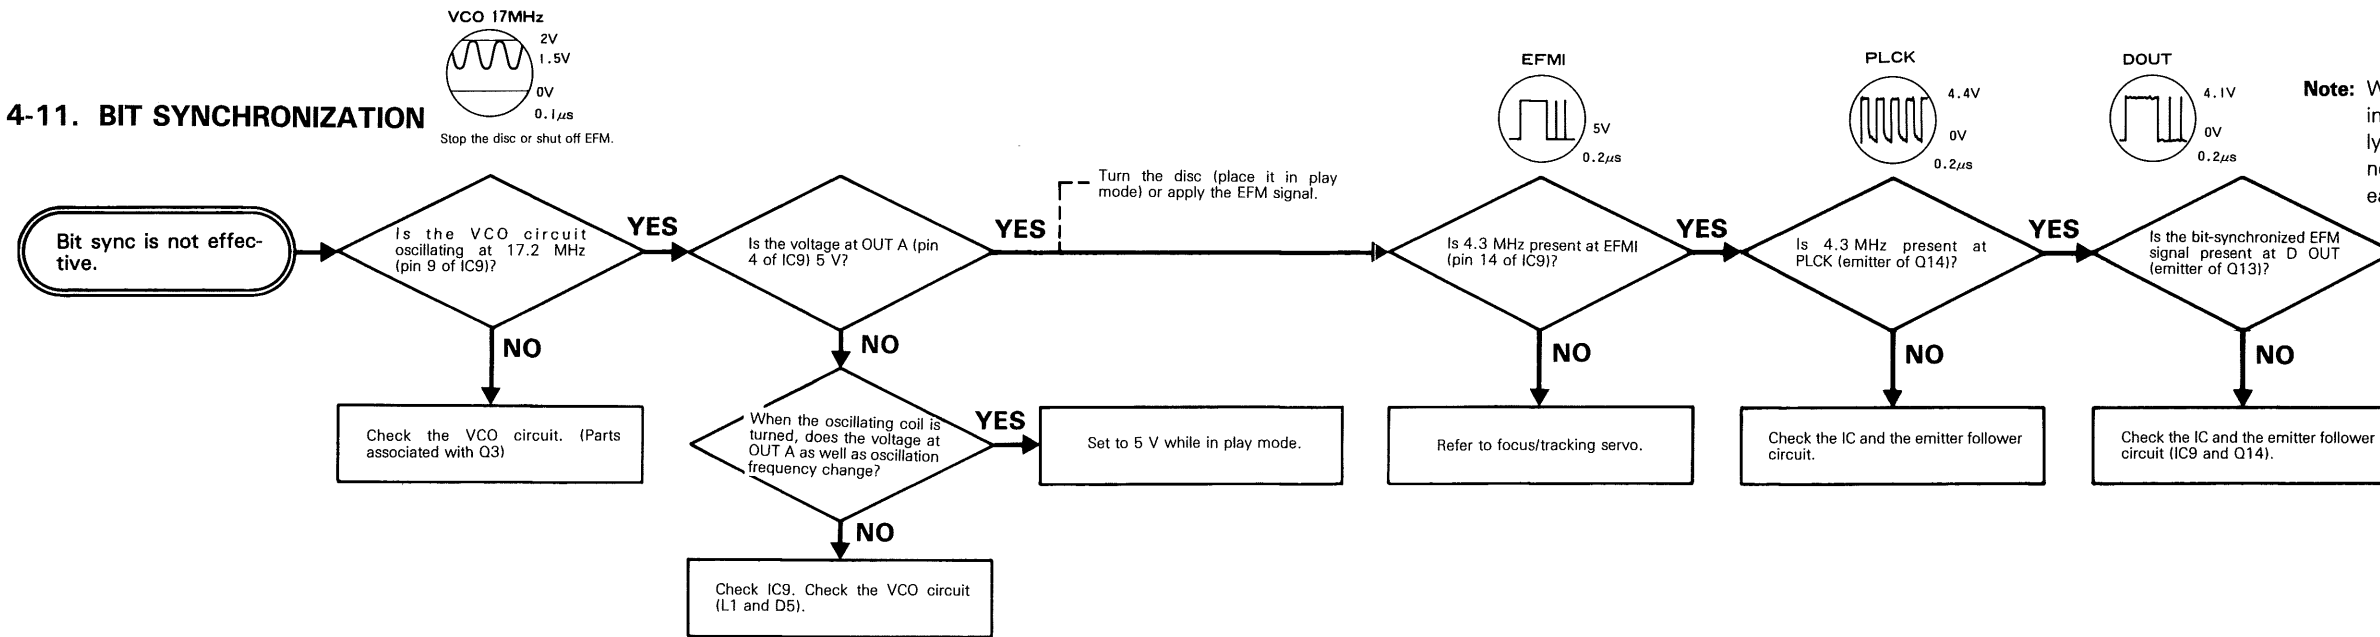 VCO 17MHz
2V
1.5V
0V
0.1μs
4-11. BIT SYNCHRONIZATION
Stop the disc or shut off EFM.
Bit sync is not effec-
tive.
Is the VCO circuit
oscillating at 17.2 MHz
(pin 9 of IC9)?
YES
NO
Check the VCO circuit. (Parts
associated with Q3)
Is the voltage at OUT A (pin
4 of IC9) 5 V?
YES
NO
Turn the disc (place it in play
mode) or apply the EFM signal.
When the oscillating coil is
turned, does the voltage at
OUT A as well as oscillation
frequency change?
YES
Set to 5 V while in play mode.
NO
Check IC9. Check the VCO circuit
(L1 and D5).
EFMI
5V
0.2μs
Is 4.3 MHz present at EFMI
(pin 14 of IC9)?
YES
NO
Refer to focus/tracking servo.
PLCK
4.4V
0V
0.2μs
Is 4.3 MHz present at
PLCK (emitter of Q14)?
YES
NO
Check the IC and the emitter follower
circuit.
DOUT
4.1V
0V
0.2μs
Is the bit-synchronized EFM
signal present at D OUT
(emitter of Q13)?
NO
Check the IC and the emitter follower
circuit (IC9 and Q14).
Note: